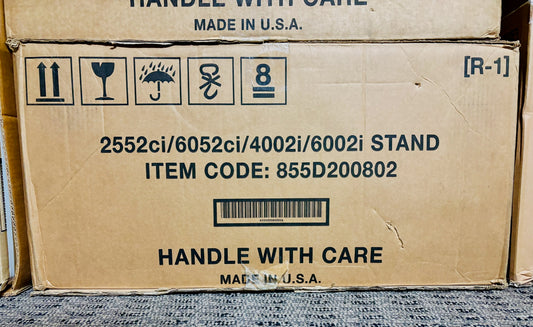 HANDLE WITH CARE
MADE IN U.S.A.
8
[R-1]
2552ci/6052ci/4002i/6002i STAND
ITEM CODE: 855D200802
HANDLE WITH CARE
MADE IN U.S.A.